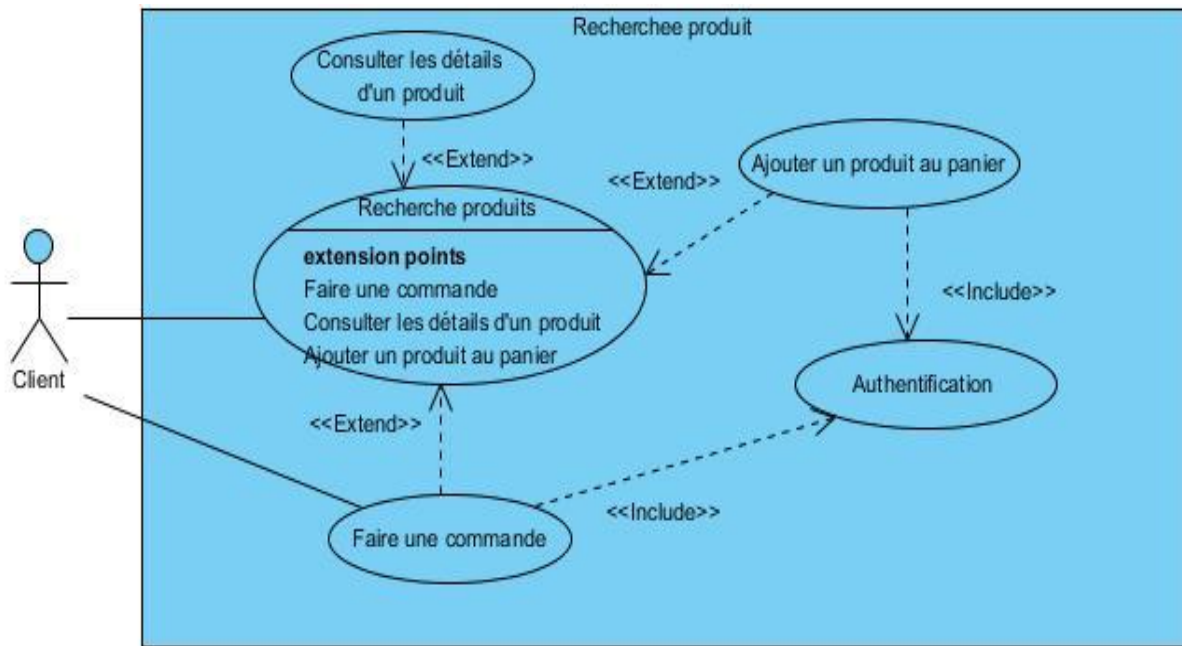 Recherchee produit
Consulter les détails
d'un produit
<<Extend>>
Ajouter un produit au panier
<<Extend>>
Recherche produits
extension points
Faire une commande
Consulter les détails d'un produit
Ajouter un produit au panier
<<Include>>
Client
Authentification
<<Extend>>
<<Include>>
Faire une commande